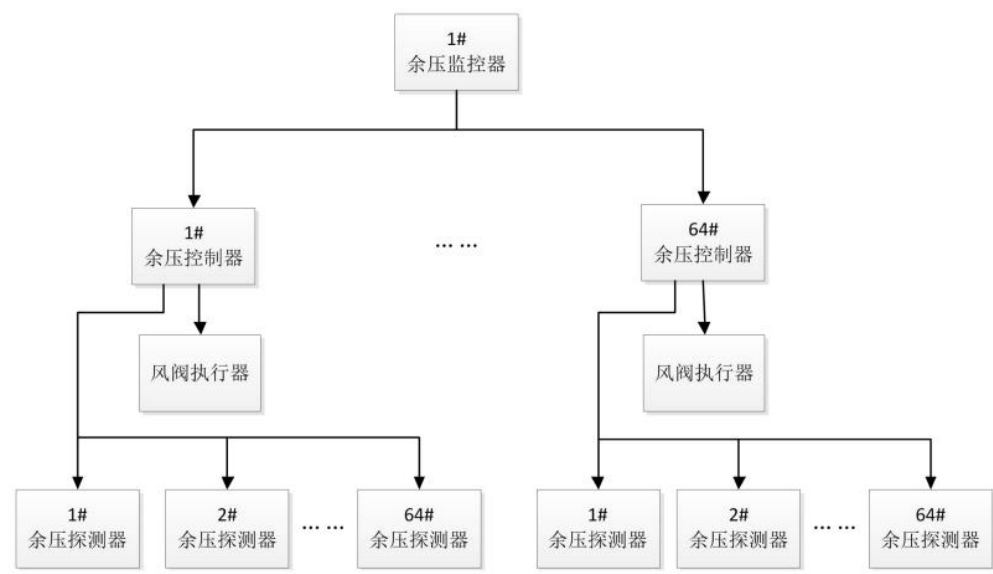 1#
余压监控器
1#
余压控制器
... ...
64#
余压控制器
风阀执行器
风阀执行器
1#
余压探测器
2#
余压探测器
... ...
64#
余压探测器
1#
余压探测器
2#
余压探测器
... ...
64#
余压探测器